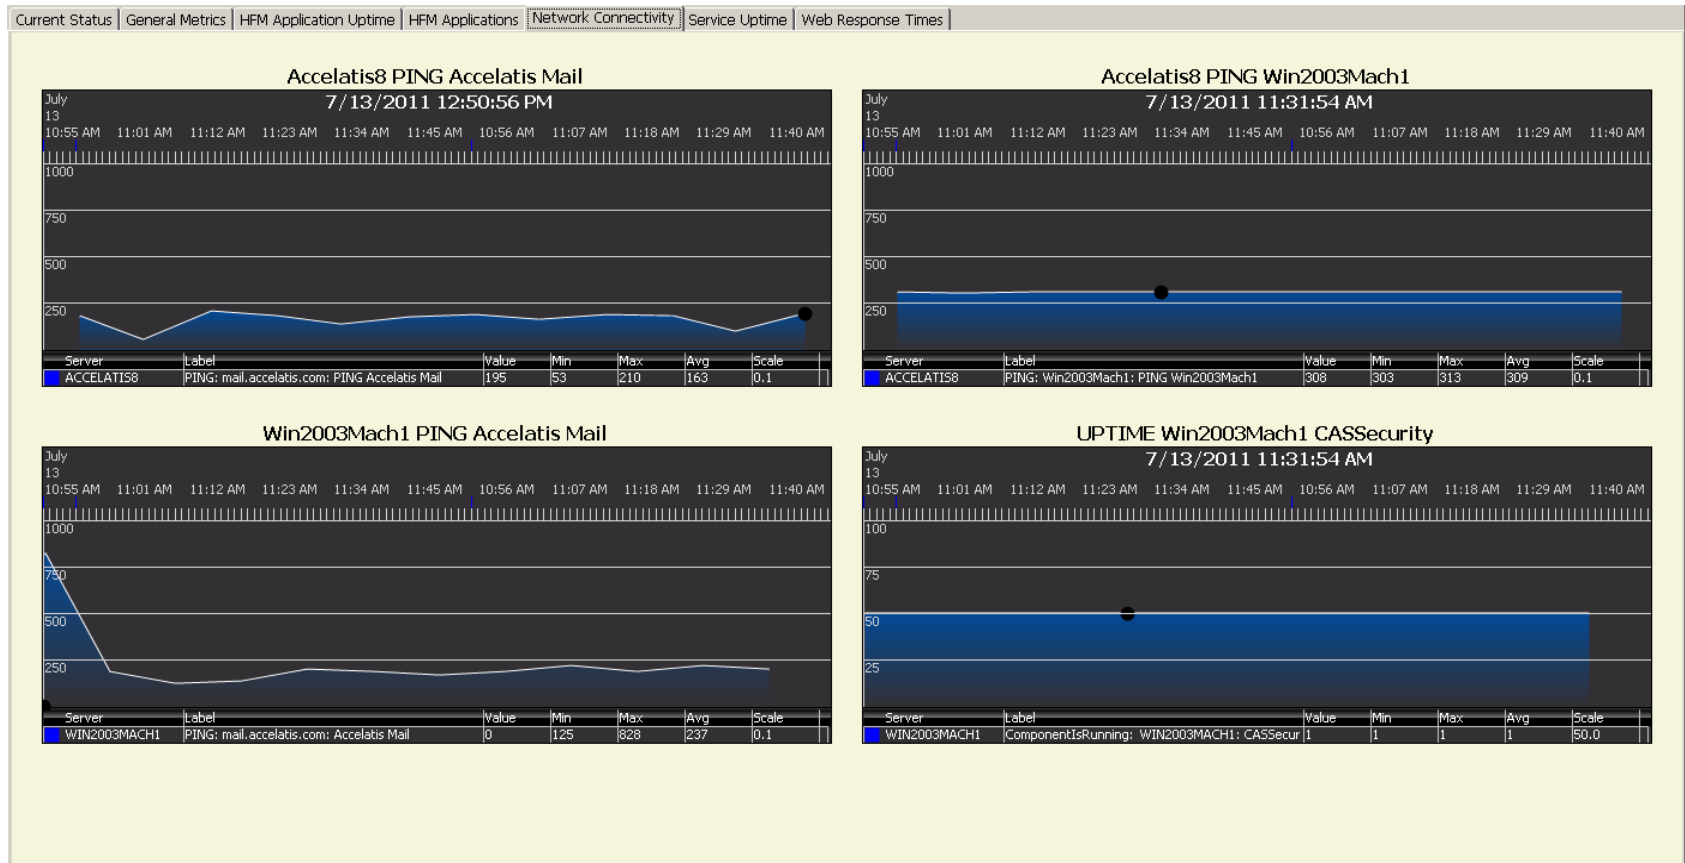 Current Status General Metrics HFM Application Uptime HFM Applications Network Connectivity Service Uptime Web Response Times
Accelatis8 PING Accelatis Mail
July
13
7/13/2011 12:50:56 PM
10:55 AM 11:01 AM 11:12 AM 11:23 AM 11:34 AM 11:45 AM 10:56 AM 11:07 AM 11:18 AM 11:29 AM 11:40 AM
1000
750
500
250
Server Label Value Min Max Avg Scale
ACCELATIS8 PING: mail.accelatis.com: PING Accelatis Mail 195 53 210 163 0.1
Accelatis8 PING Win2003Mach1
July
13
7/13/2011 11:31:54 AM
10:55 AM 11:01 AM 11:12 AM 11:23 AM 11:34 AM 11:45 AM 10:56 AM 11:07 AM 11:18 AM 11:29 AM 11:40 AM
1000
750
500
250
Server Label Value Min Max Avg Scale
ACCELATIS8 PING: Win2003Mach1: PING Win2003Mach1 308 303 313 309 0.1
Win2003Mach1 PING Accelatis Mail
July
13
10:55 AM 11:01 AM 11:12 AM 11:23 AM 11:34 AM 11:45 AM 10:56 AM 11:07 AM 11:18 AM 11:29 AM 11:40 AM
1000
750
500
250
Server Label Value Min Max Avg Scale
WIN2003MACH1 PING: mail.accelatis.com: Accelatis Mail 0 125 828 237 0.1
UPTIME Win2003Mach1 CASSecurity
July
13
7/13/2011 11:31:54 AM
10:55 AM 11:01 AM 11:12 AM 11:23 AM 11:34 AM 11:45 AM 10:56 AM 11:07 AM 11:18 AM 11:29 AM 11:40 AM
100
75
50
25
Server Label Value Min Max Avg Scale
WIN2003MACH1 ComponentIsRunning: WIN2003MACH1: CASSecur 1 1 1 1 50.0